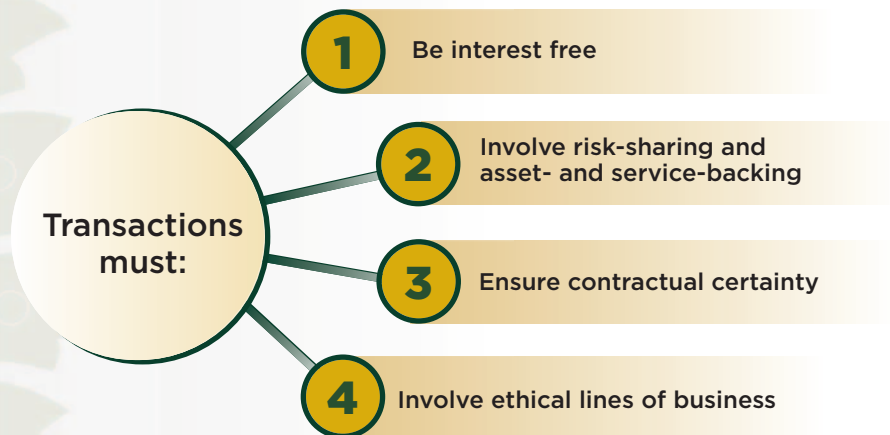 Transactions
must:
1
Be interest free
2
Involve risk-sharing and
asset- and service-backing
3
Ensure contractual certainty
4
Involve ethical lines of business